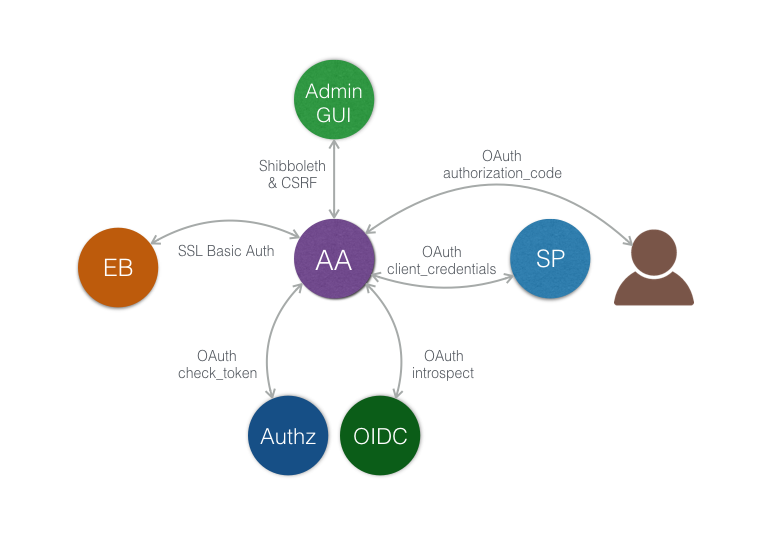 Admin
GUI
Shibboleth
& CSRF
OAuth
authorization_code
EB
SSL Basic Auth
AA
OAuth
client_credentials
SP
OAuth
check_token
OAuth
introspect
Authz
OIDC